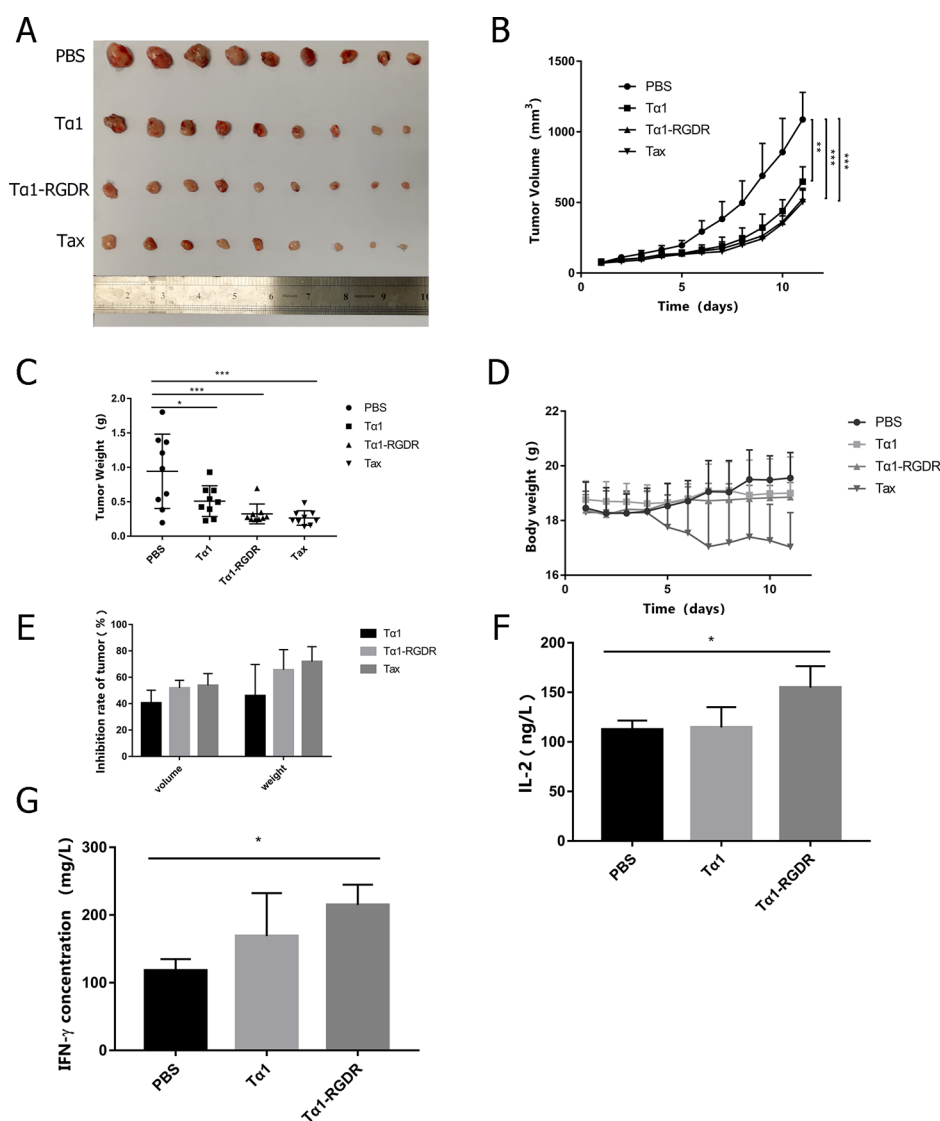 A
PBS
Tα1
Tα1-RGDR
Tax
2 3 4 5 6 7 8 9 10
B
Tumor Volume (mm³)
1500
1000
500
0
0 5 10
Time (days)
PBS
Tα1
Tα1-RGDR
Tax
**
***
***
C
Tumor Weight (g)
2.0
1.5
1.0
0.5
0.0
***
***
*
PBS
Tα1
Tα1-RGDR
Tax
PBS
Tα1
Tα1-RGDR
Tax
D
Body weight (g)
22
20
18
16
0 5 10
Time (days)
PBS
Tα1
Tα1-RGDR
Tax
E
Inhibition rate of tumor(%)
100
80
60
40
20
0
volume
weight
Tα1
Tα1-RGDR
Tax
F
IL-2(ng/L)
200
150
100
50
0
*
PBS
Tα1
Tα1-RGDR
G
IFN-γ concentration (mg/L)
300
200
100
0
*
PBS
Tα1
Tα1-RGDR